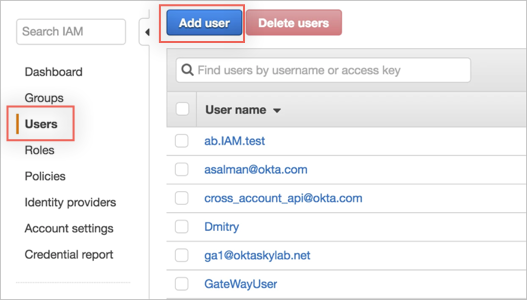 Search IAM
Add user
Delete users
Dashboard
Groups
Users
Roles
Policies
Identity providers
Account settings
Credential report
Find users by username or access key
User name
ab.IAM.test
asalman@okta.com
cross_account_api@okta.com
Dmitry
ga1@oktaskylab.net
GateWayUser